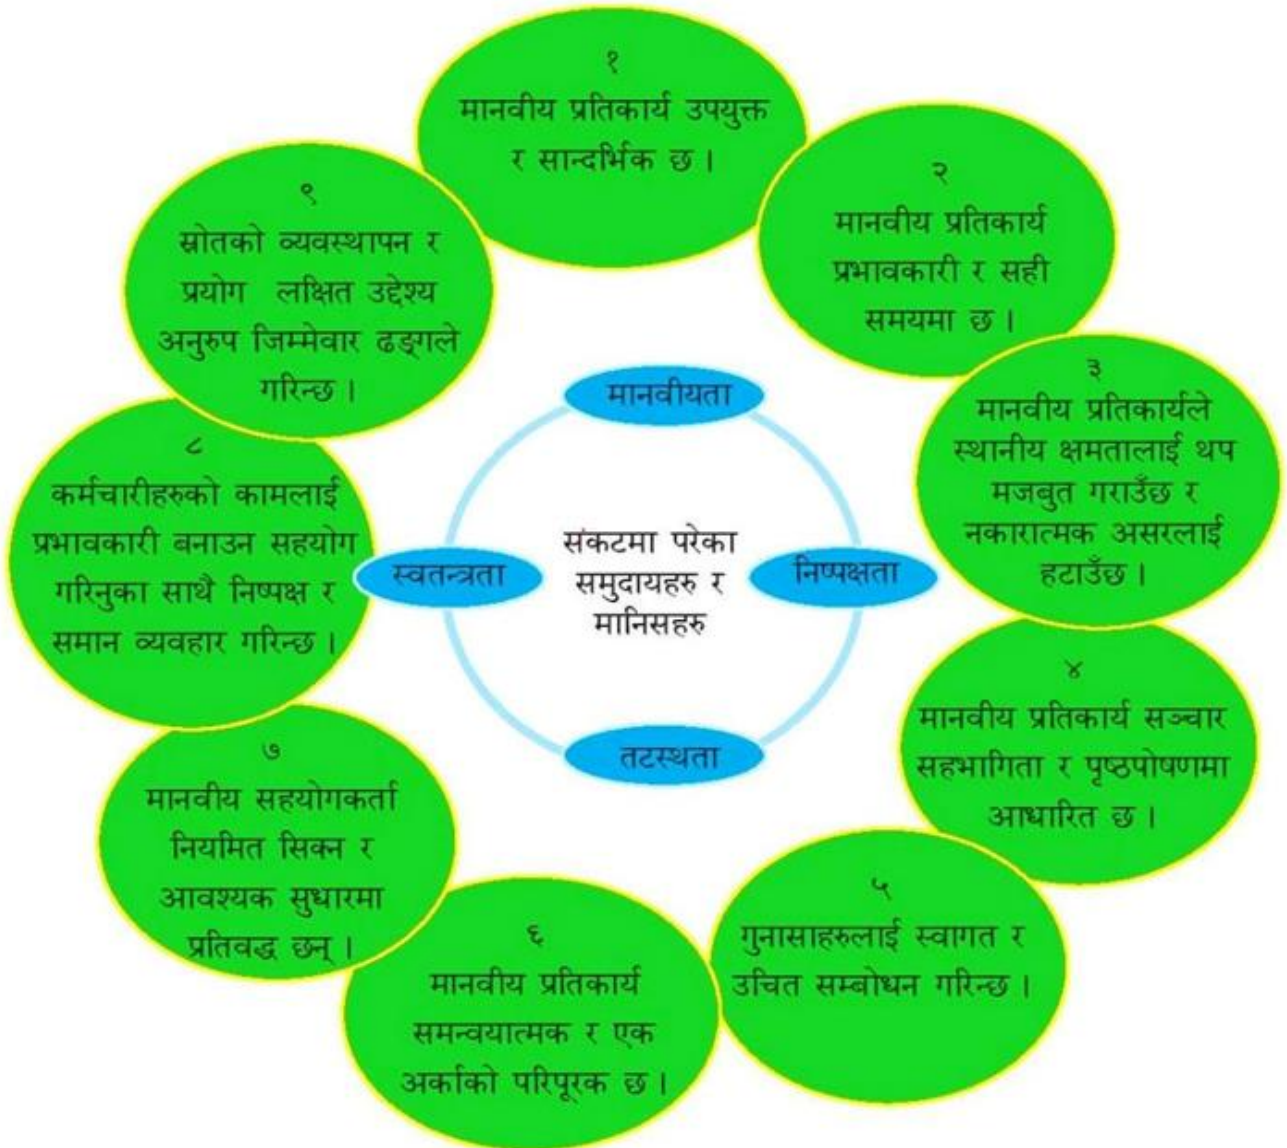 १
मानवीय प्रतिकार्य उपयुक्त
र सान्दर्भिक छ ।
२
मानवीय प्रतिकार्य
प्रभावकारी र सही
समयमा छ ।
३
मानवीय प्रतिकार्यले
स्थानीय क्षमतालाई थप
मजबुत गराउँछ र
नकारात्मक असरलाई
हटाउँछ ।
४
मानवीय प्रतिकार्य सञ्चार
सहभागिता र पृष्ठपोषणमा
आधारित छ ।
५
गुनासाहरुलाई स्वागत र
उचित सम्बोधन गरिन्छ ।
६
मानवीय प्रतिकार्य
समन्वयात्मक र एक
अर्काको परिपूरक छ ।
७
मानवीय सहयोगकर्ता
नियमित सिक्न र
आवश्यक सुधारमा
प्रतिवद्ध छन् ।
८
कर्मचारीहरुको कामलाई
प्रभावकारी बनाउन सहयोग
गरिनुका साथै निष्पक्ष र
समान व्यवहार गरिन्छ ।
९
स्रोतको व्यवस्थापन र
प्रयोग लक्षित उद्देश्य
अनुरुप जिम्मेवार ढङ्गले
गरिन्छ ।
मानवीयता
निष्पक्षता
तटस्थता
स्वतन्त्रता
संकटमा परेका
समुदायहरु र
मानिसहरु